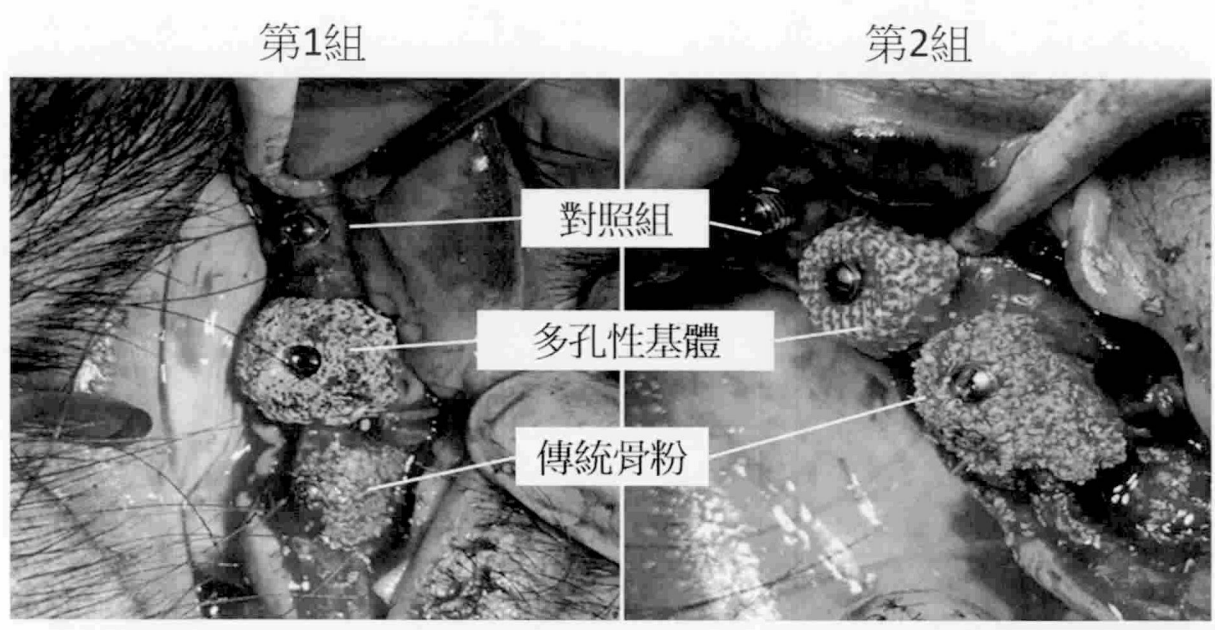 第1組
第2組
對照組
多孔性基體
傳統骨粉